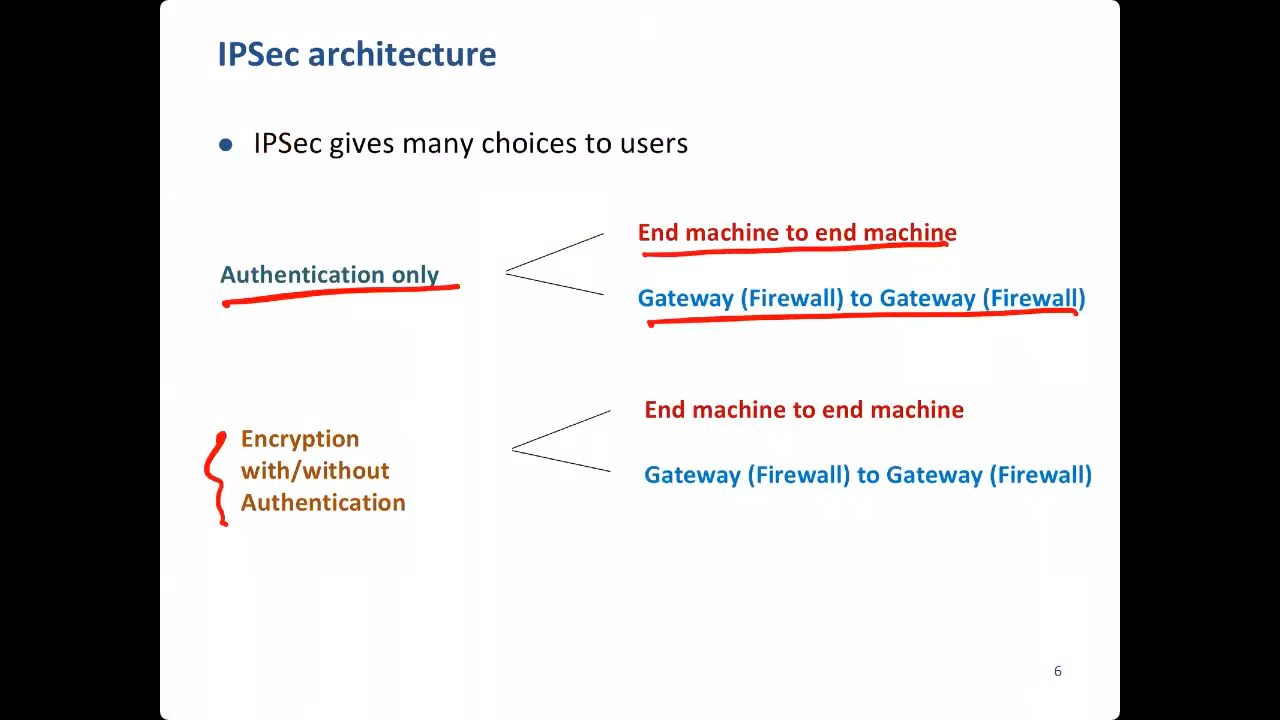 IPSec architecture
IPSec gives many choices to users
End machine to end machine
Authentication only
Gateway (Firewall) to Gateway (Firewall)
End machine to end machine
Encryption
with/without
Authentication
Gateway (Firewall) to Gateway (Firewall)
6